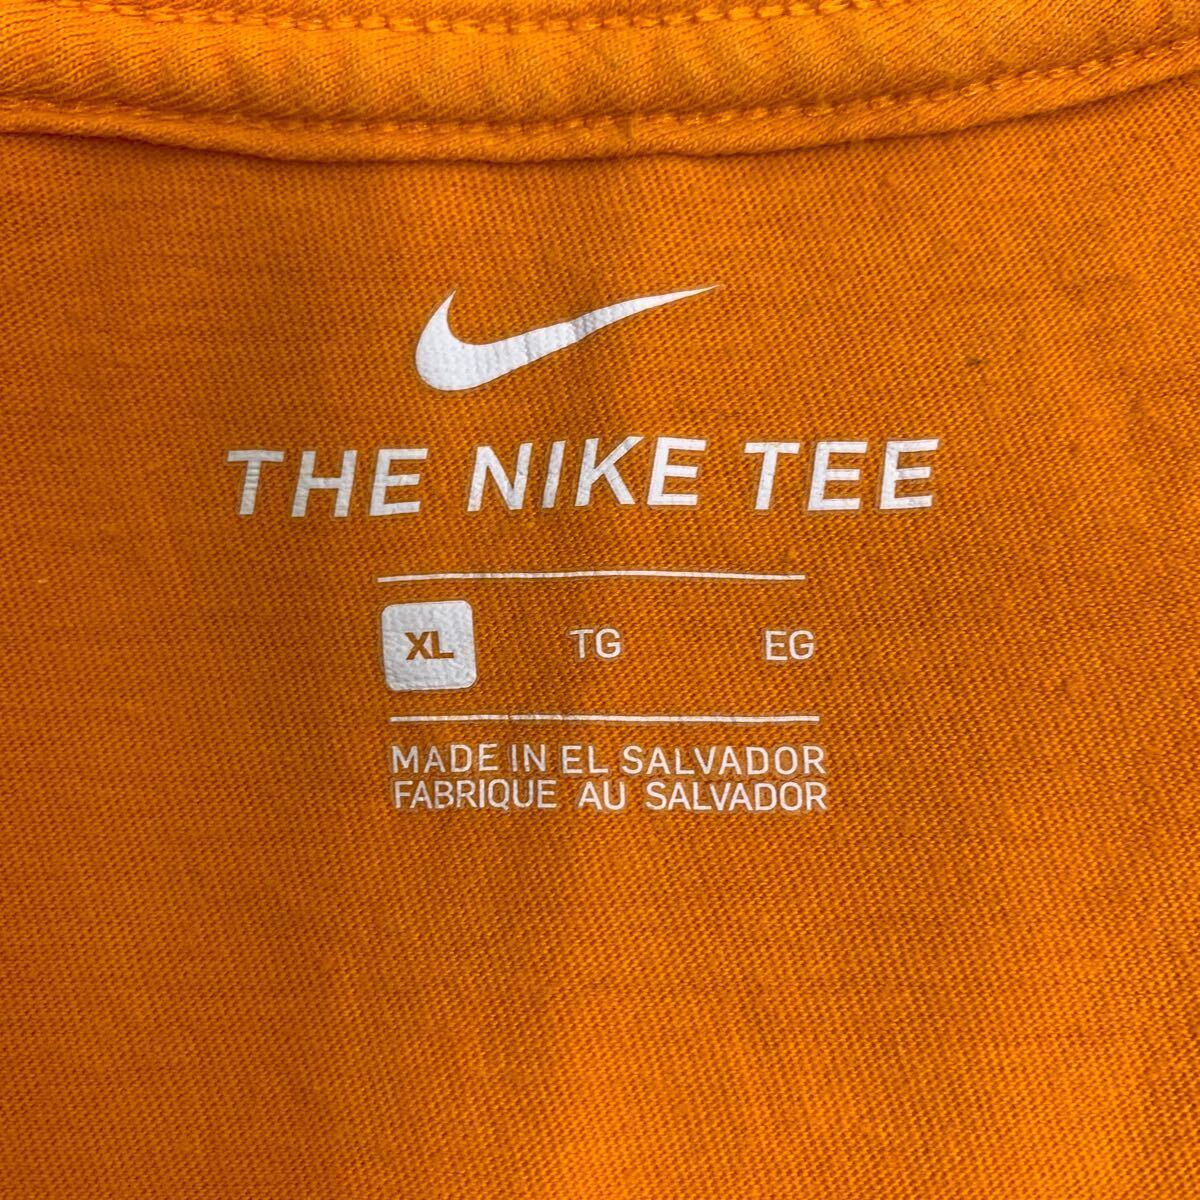 THE NIKE TEE
XL TG EG
MADE IN EL SALVADOR
FABRIQUE AU SALVADOR